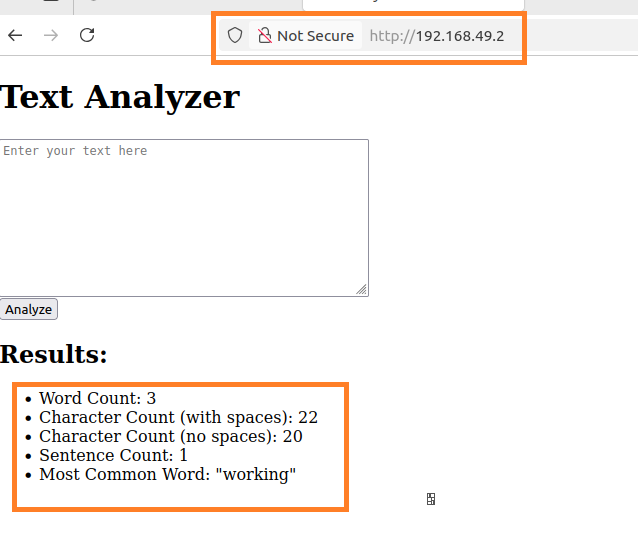 Not Secure http://192.168.49.2
Text Analyzer
Enter your text here
Analyze
Results:
• Word Count: 3
• Character Count (with spaces): 22
• Character Count (no spaces): 20
• Sentence Count: 1
• Most Common Word: "working"